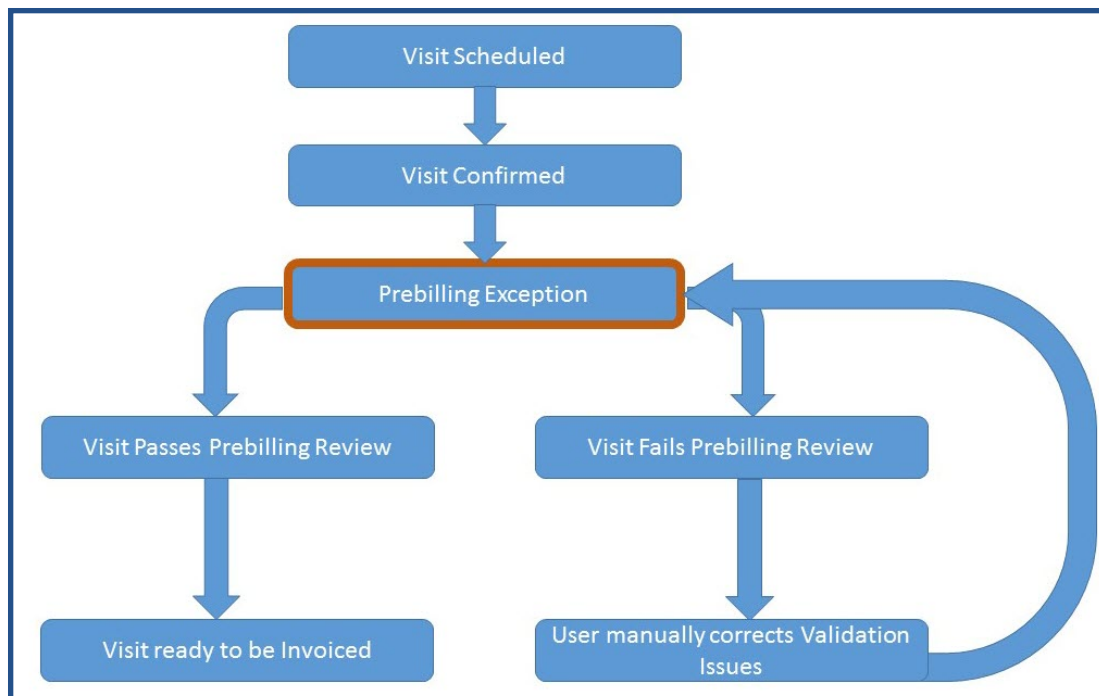 Visit Scheduled
Visit Confirmed
Prebilling Exception
Visit Passes Prebilling Review
Visit Fails Prebilling Review
Visit ready to be Invoiced
User manually corrects Validation
Issues